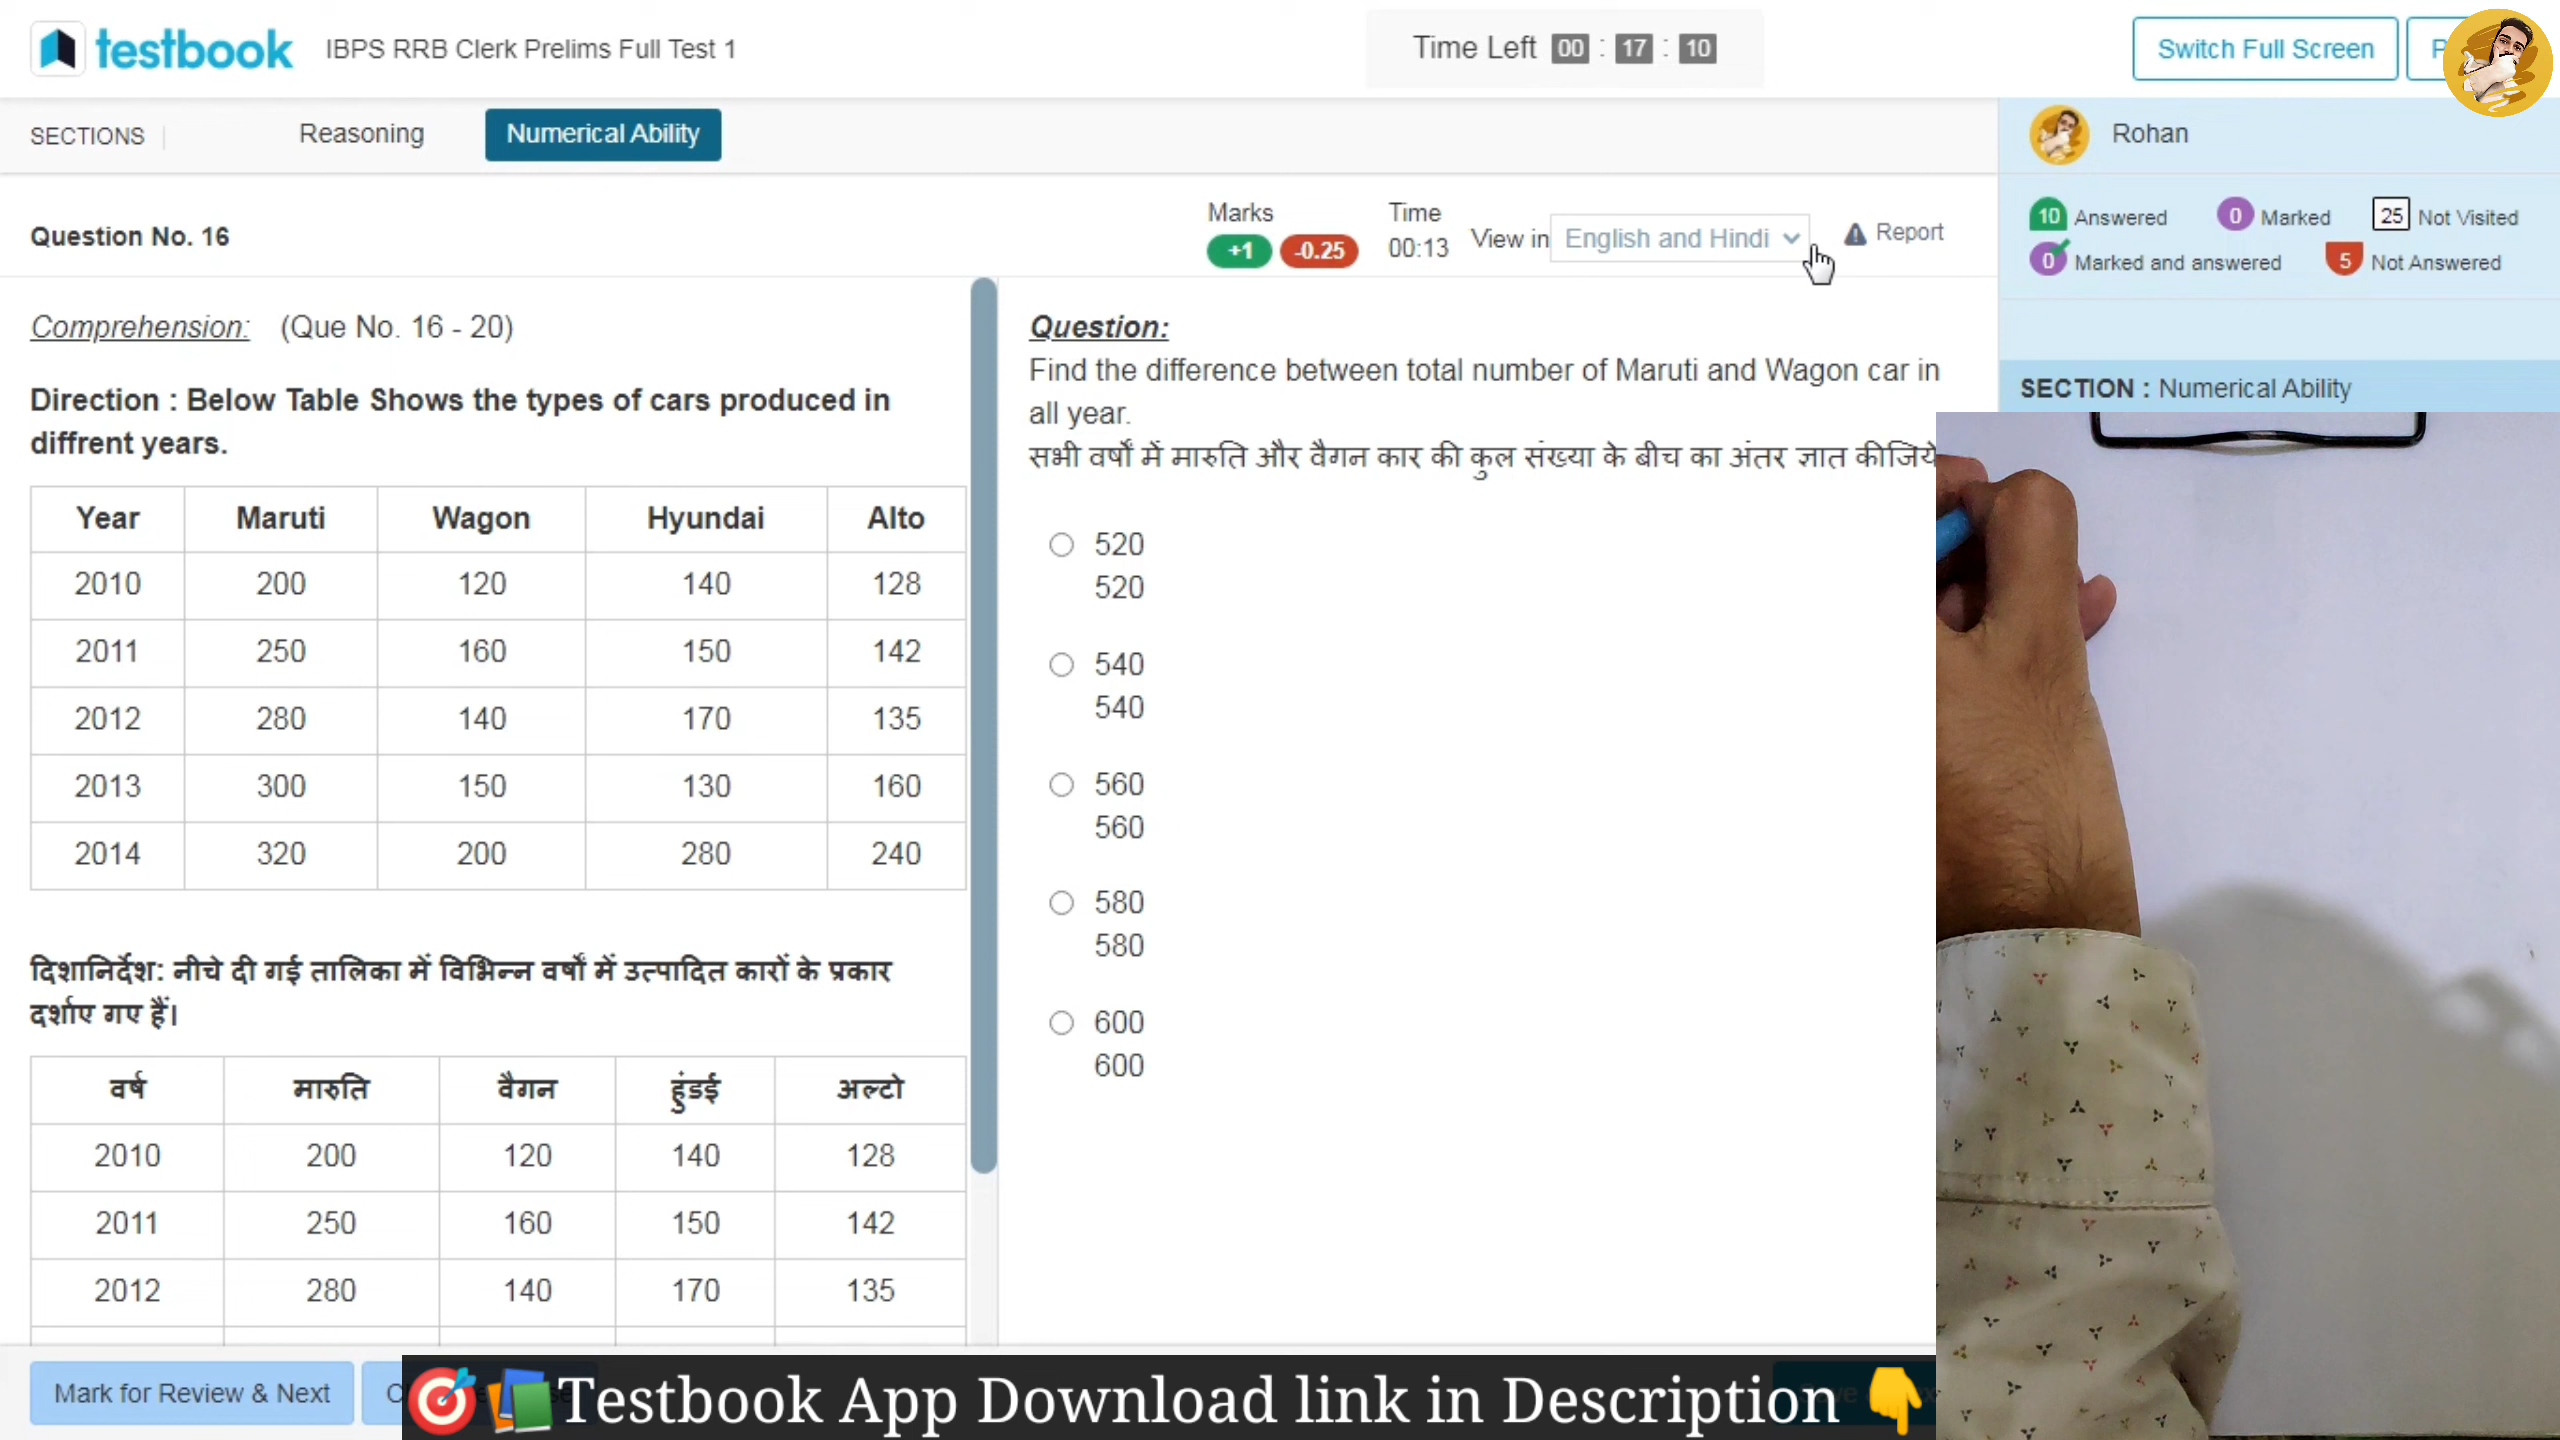 testbook IBPS RRB Clerk Prelims Full Test 1
Time Left 00 : 17 : 10
Switch Full Screen
SECTIONS Reasoning Numerical Ability
Rohan
10 Answered 0 Marked 25 Not Visited
0 Marked and answered 5 Not Answered
SECTION : Numerical Ability
Question No. 16
Marks +1 -0.25
Time 00:13
View in English and Hindi
Report
Comprehension: (Que No. 16 - 20)
Direction : Below Table Shows the types of cars produced in
diffrent years.
Year Maruti Wagon Hyundai Alto
2010 200 120 140 128
2011 250 160 150 142
2012 280 140 170 135
2013 300 150 130 160
2014 320 200 280 240
दिशानिर्देश: नीचे दी गई तालिका में विभिन्न वर्षों में उत्पादित कारों के प्रकार
दर्शाए गए हैं।
वर्ष मारुति वैगन हुंडई अल्टो
2010 200 120 140 128
2011 250 160 150 142
2012 280 140 170 135
Question:
Find the difference between total number of Maruti and Wagon car in
all year.
सभी वर्षों में मारुति और वैगन कार की कुल संख्या के बीच का अंतर ज्ञात कीजिये
520
520
540
540
560
560
580
580
600
600
Mark for Review & Next
Testbook App Download link in Description